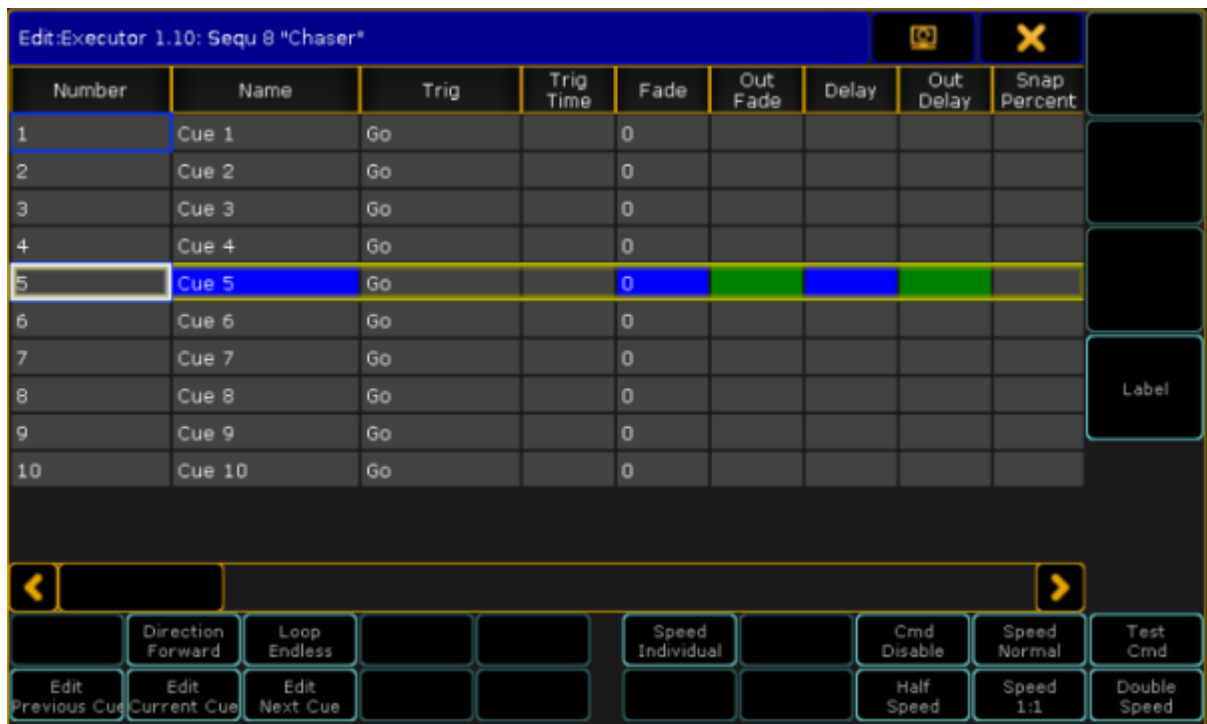 Edit:Executor 1.10: Sequ 8 "Chaser"
Number Name Trig Trig Time Fade Out Fade Delay Out Delay Snap Percent
1 Cue 1 Go 0
2 Cue 2 Go 0
3 Cue 3 Go 0
4 Cue 4 Go 0
5 Cue 5 Go 0
6 Cue 6 Go 0
7 Cue 7 Go 0
8 Cue 8 Go 0
9 Cue 9 Go 0
10 Cue 10 Go 0
Label
Direction Forward Loop Endless Speed Individual Cmd Disable Speed Normal Test Cmd
Edit Previous Cue Edit Current Cue Edit Next Cue Half Speed Speed 1:1 Double Speed